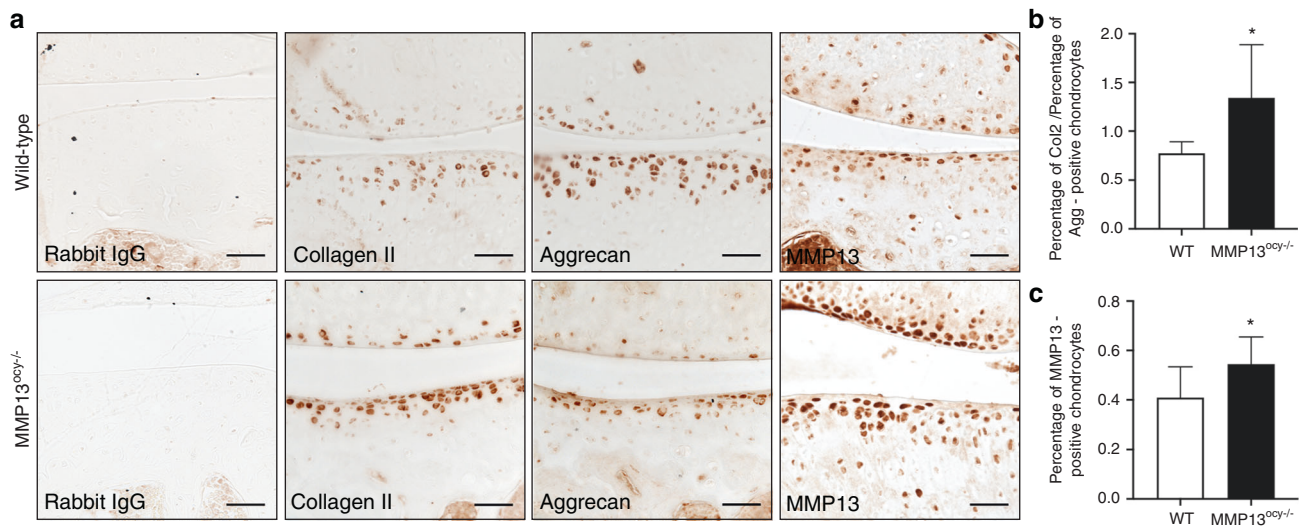 a
Wild-type
Rabbit IgG
Collagen II
Aggrecan
MMP13
MMP13ocy-/-
Rabbit IgG
Collagen II
Aggrecan
MMP13
b
Percentage of Col2 /Percentage of
Agg - positive chondrocytes
2.0
1.5
1.0
0.5
0.0
*
WT
MMP13ocy-/-
c
Percentage of MMP13 -
positive chondrocytes
0.8
0.6
0.4
0.2
0.0
*
WT
MMP13ocy-/-